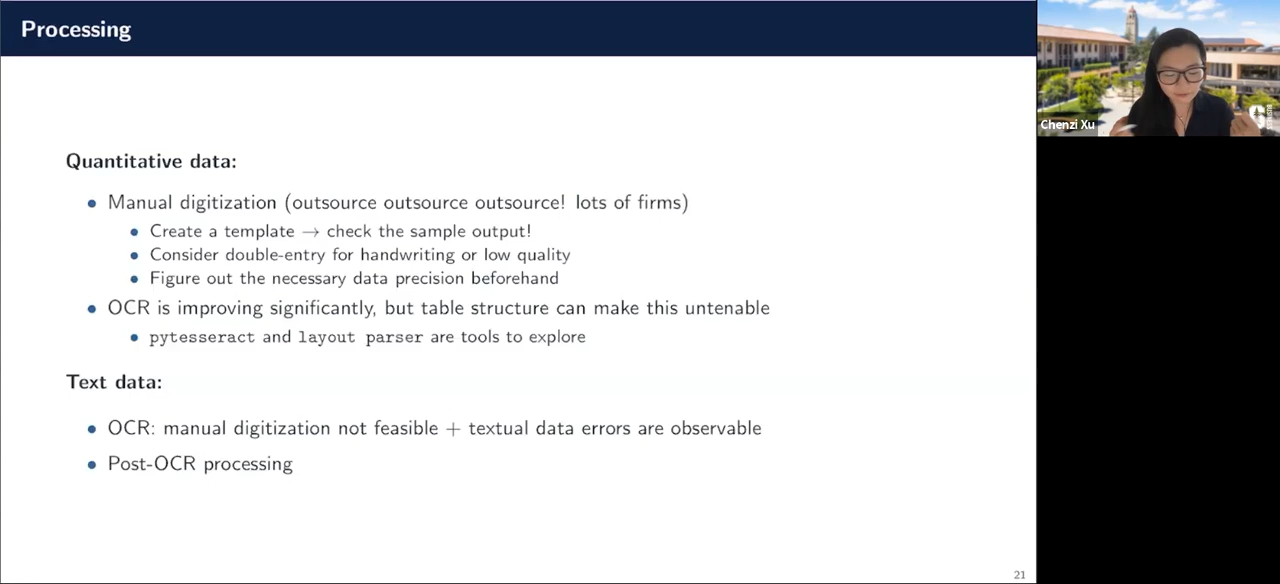 Processing
Quantitative data:
• Manual digitization (outsource outsource outsource! lots of firms)
• Create a template → check the sample output!
• Consider double-entry for handwriting or low quality
• Figure out the necessary data precision beforehand
• OCR is improving significantly, but table structure can make this untenable
• pytesseract and layout parser are tools to explore
Text data:
• OCR: manual digitization not feasible + textual data errors are observable
• Post-OCR processing
21
Chenzi Xu